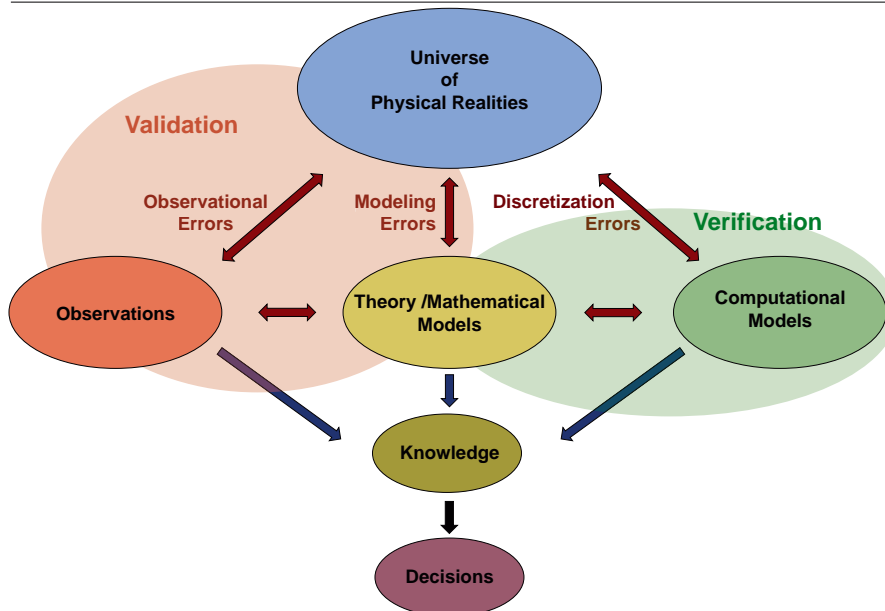 Universe
of
Physical Realities
Validation
Observational
Errors
Modeling
Errors
Discretization
Errors
Verification
Observations
Theory /Mathematical
Models
Computational
Models
Knowledge
Decisions